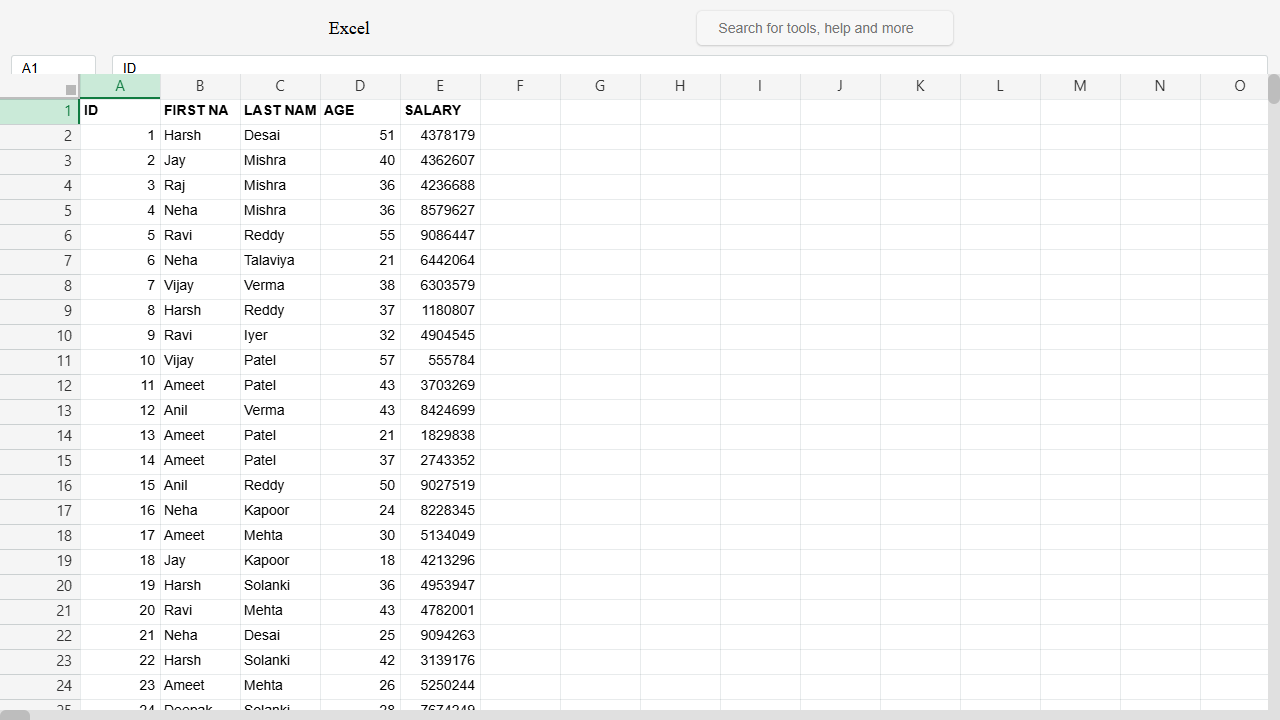 Excel
Search for tools, help and more
A1 ID
A B C D E F G H I J K L M N O
1 ID FIRST NA LAST NAM AGE SALARY
2 1 Harsh Desai 51 4378179
3 2 Jay Mishra 40 4362607
4 3 Raj Mishra 36 4236688
5 4 Neha Mishra 36 8579627
6 5 Ravi Reddy 55 9086447
7 6 Neha Talaviya 21 6442064
8 7 Vijay Verma 38 6303579
9 8 Harsh Reddy 37 1180807
10 9 Ravi Iyer 32 4904545
11 10 Vijay Patel 57 555784
12 11 Ameet Patel 43 3703269
13 12 Anil Verma 43 8424699
14 13 Ameet Patel 21 1829838
15 14 Ameet Patel 37 2743352
16 15 Anil Reddy 50 9027519
17 16 Neha Kapoor 24 8228345
18 17 Ameet Mehta 30 5134049
19 18 Jay Kapoor 18 4213296
20 19 Harsh Solanki 36 4953947
21 20 Ravi Mehta 43 4782001
22 21 Neha Desai 25 9094263
23 22 Harsh Solanki 42 3139176
24 23 Ameet Mehta 26 5250244
25 24 Deepak Solanki 28 7674249